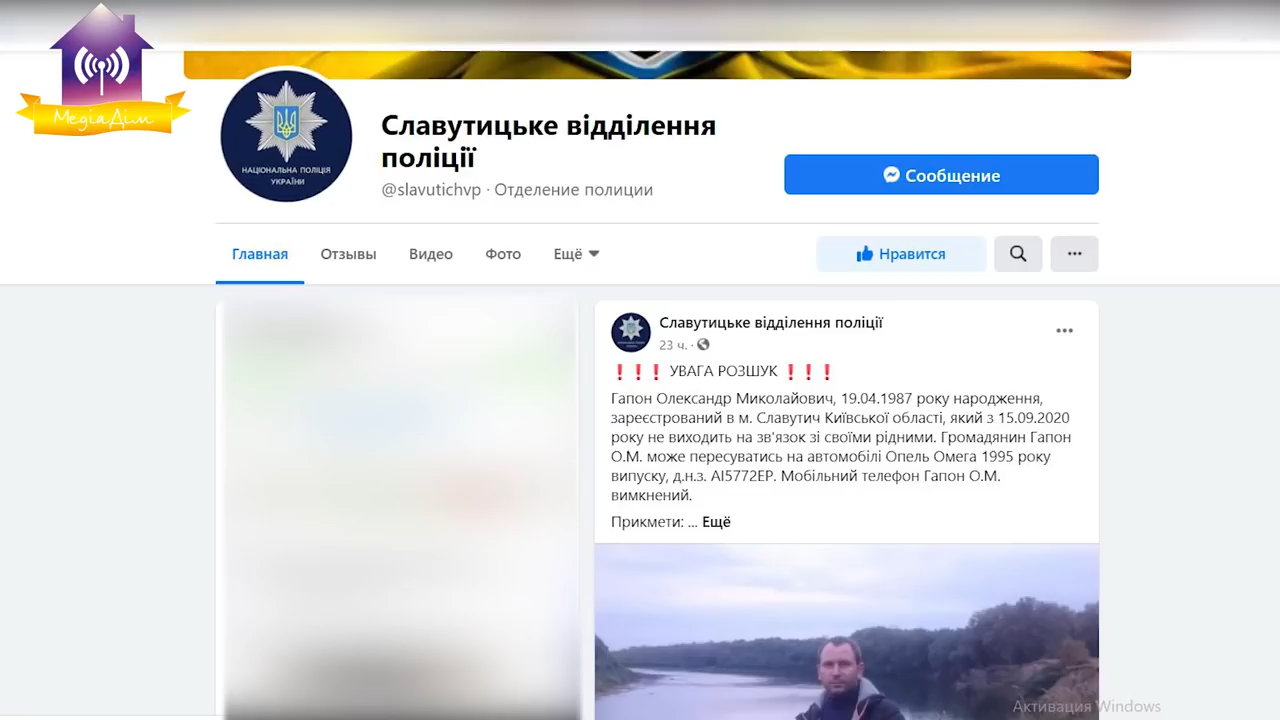 МедіаДім
НАЦІОНАЛЬНА ПОЛІЦІЯ
УКРАЇНИ
Славутицьке відділення
поліції
@slavutichvp · Отделение полиции
Сообщение
Главная
Отзывы
Видео
Фото
Ещё
Нравится
Славутицьке відділення поліції
23 ч. ·
❗❗❗ УВАГА РОЗШУК ❗❗❗
Гапон Олександр Миколайович, 19.04.1987 року народження,
зареєстрований в м. Славутич Київської області, який з 15.09.2020
року не виходить на зв'язок зі своїми рідними. Громадянин Гапон
О.М. може пересуватись на автомобілі Опель Омега 1995 року
випуску, д.н.з. АІ5772ЕР. Мобільний телефон Гапон О.М.
вимкнений.
Прикмети: ... Ещё
Активация Windows